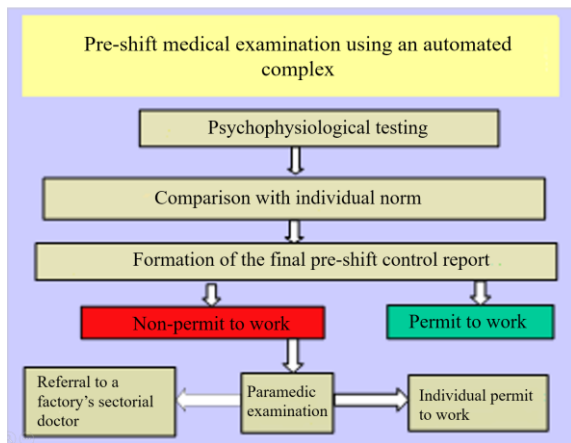 Pre-shift medical examination using an automated
complex
Psychophysiological testing
Comparison with individual norm
Formation of the final pre-shift control report
Non-permit to work
Permit to work
Referral to a
factory's sectorial
doctor
Paramedic
examination
Individual permit
to work